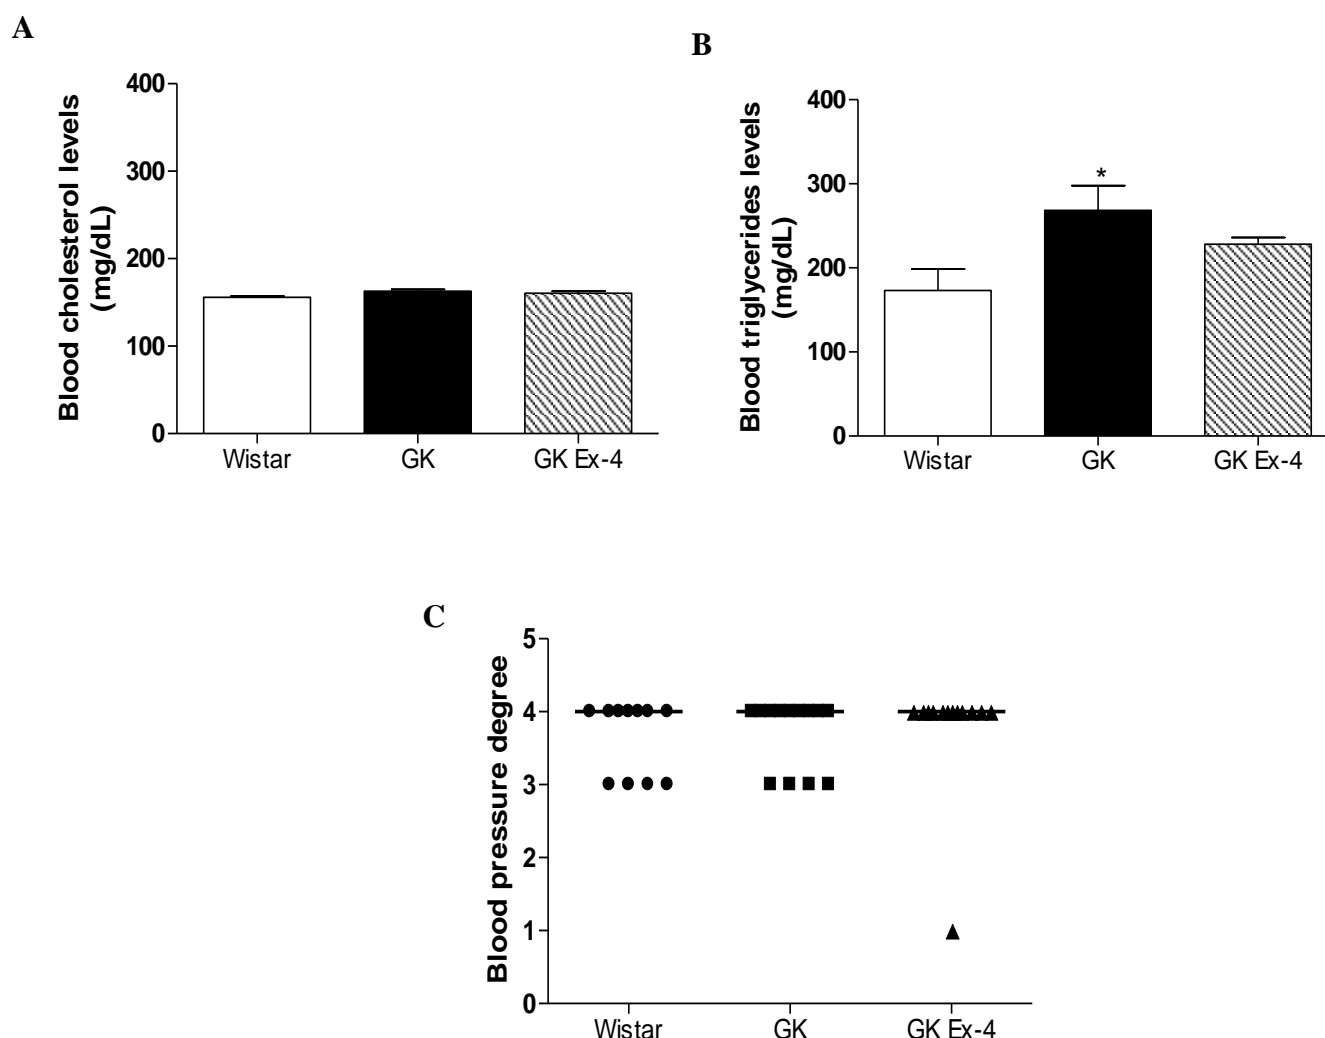 A
Blood cholesterol levels
(mg/dL)
400
300
200
100
0
Wistar
GK
GK Ex-4
B
Blood triglycerides levels
(mg/dL)
400
300
200
100
0
*
Wistar
GK
GK Ex-4
C
Blood pressure degree
5
4
3
2
1
0
Wistar
GK
GK Ex-4